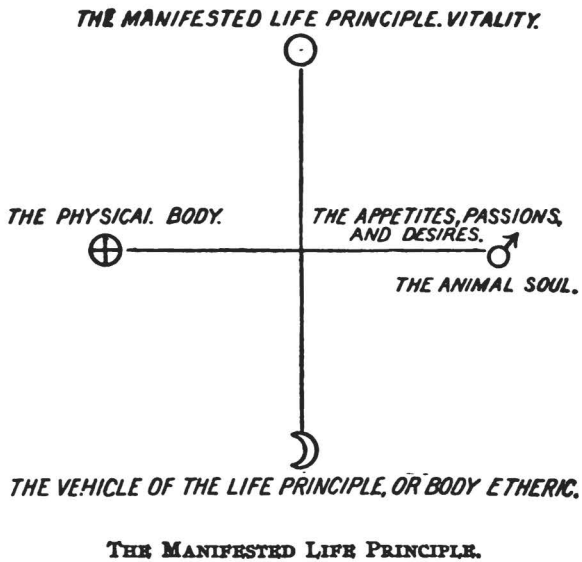 THE MANIFESTED LIFE PRINCIPLE. VITALITY.
THE PHYSICAL. BODY.
THE APPETITES, PASSIONS,
AND DESIRES.
THE ANIMAL SOUL.
THE VEHICLE OF THE LIFE PRINCIPLE, OR BODY ETHERIC.
THE MANIFESTED LIFE PRINCIPLE.